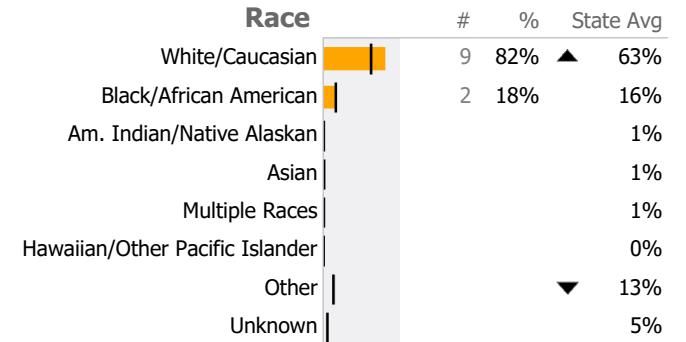 Race # % State Avg
White/Caucasian 9 82% ▲ 63%
Black/African American 2 18% 16%
Am. Indian/Native Alaskan 1%
Asian 1%
Multiple Races 1%
Hawaiian/Other Pacific Islander 0%
Other ▼ 13%
Unknown 5%